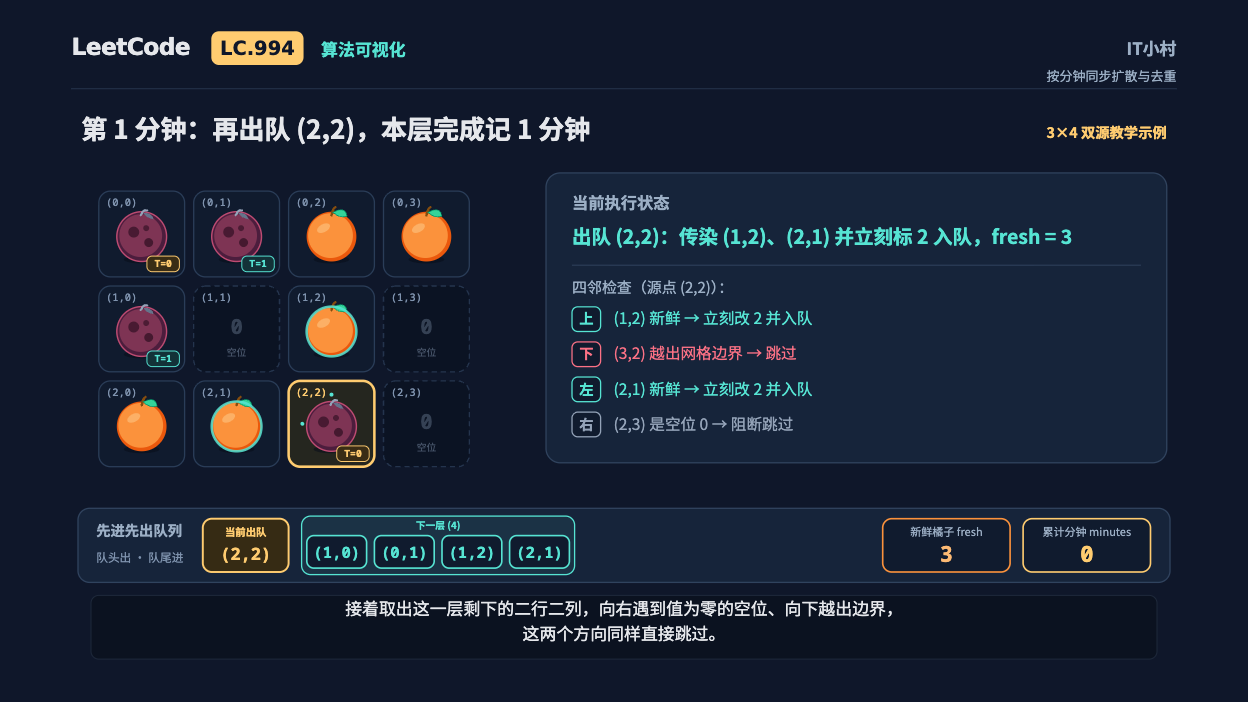 LeetCode
LC.994
算法可视化
IT小村
按分钟同步扩散与去重
第 1 分钟：再出队 (2,2)，本层完成记 1 分钟
3×4 双源教学示例
(0,0)
T=0
(0,1)
T=1
(0,2)
(0,3)
(1,0)
T=1
(1,1)
0
空位
(1,2)
(1,3)
0
空位
(2,0)
(2,1)
(2,2)
T=0
(2,3)
0
空位
当前执行状态
出队 (2,2)：传染 (1,2)、(2,1) 并立刻标 2 入队，fresh = 3
四邻检查（源点 (2,2)）：
上 (1,2) 新鲜 → 立刻改 2 并入队
下 (3,2) 越出网格边界 → 跳过
左 (2,1) 新鲜 → 立刻改 2 并入队
右 (2,3) 是空位 0 → 阻断跳过
先进先出队列
队头出 · 队尾进
当前出队
(2,2)
下一层 (4)
(1,0) (0,1) (1,2) (2,1)
新鲜橘子 fresh
3
累计分钟 minutes
0
接着取出这一层剩下的二行二列，向右遇到值为零的空位、向下越出边界，
这两个方向同样直接跳过。